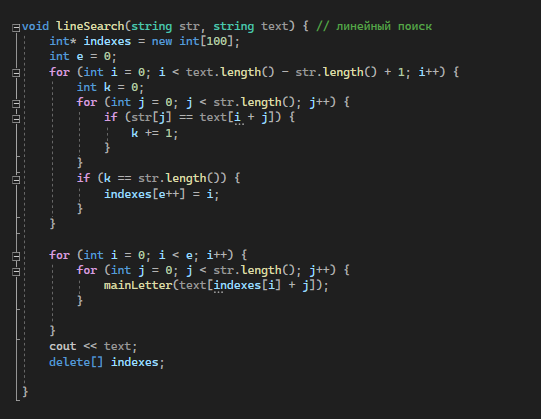 void lineSearch(string str, string text) { // линейный поиск
int* indexes = new int[100];
int e = 0;
for (int i = 0; i < text.length() - str.length() + 1; i++) {
int k = 0;
for (int j = 0; j < str.length(); j++) {
if (str[j] == text[i + j]) {
k += 1;
}
}
if (k == str.length()) {
indexes[e++] = i;
}
}
for (int i = 0; i < e; i++) {
for (int j = 0; j < str.length(); j++) {
mainLetter(text[indexes[i] + j]);
}
}
cout << text;
delete[] indexes;
}